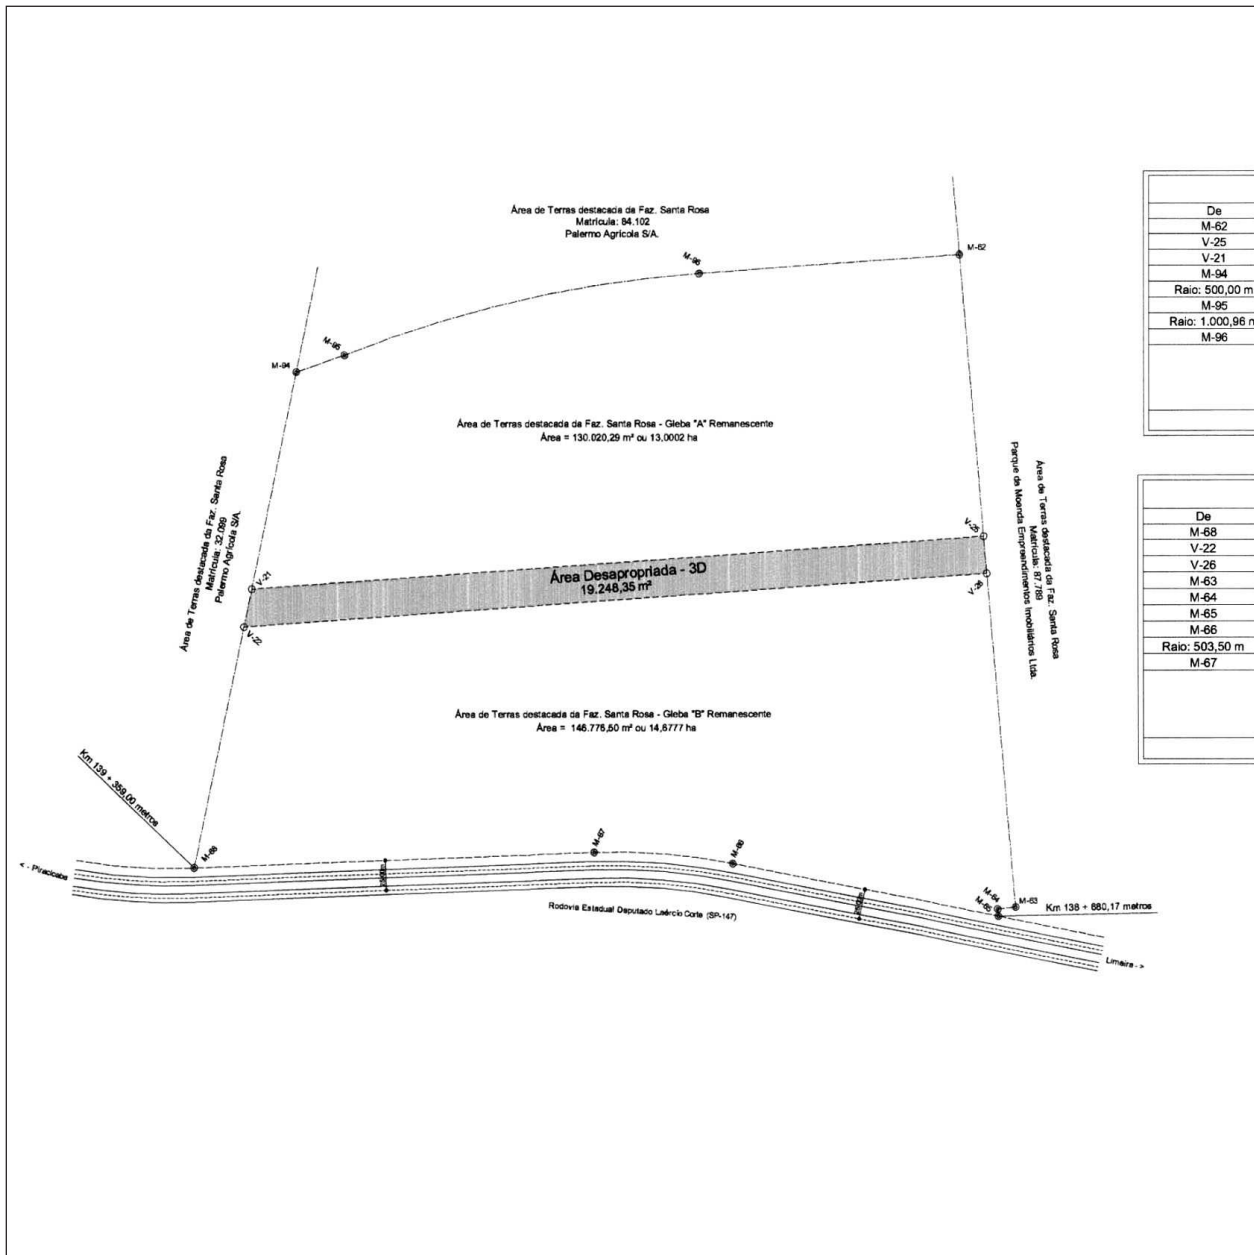 Área de Terras destacada da Faz. Santa Rosa
Matrícula: 84.102
Palermo Agrícola S/A.
M-96
M-62
M-95
M-94
Área de Terras destacada da Faz. Santa Rosa - Gleba "A" Remanescente
Área = 130.020,29 m² ou 13,0002 ha
Área de Terras destacada da Faz. Santa Rosa
Matrícula: 32.099
Palermo Agrícola S/A.
Área de Terras destacada da Faz. Santa Rosa
Matrícula: 87.789
Parque da Moenda Empreendimentos Imobiliários Ltda.
V-25
V-21
Área Desapropriada - 3D
19.248,35 m²
V-26
V-22
Área de Terras destacada da Faz. Santa Rosa - Gleba "B" Remanescente
Área = 146.776,50 m² ou 14,6777 ha
Km 139 + 359,00 metros
M-68
M-67
M-66
< - Piracicaba
M-64
M-65
M-63
Km 138 + 680,17 metros
Rodovia Estadual Deputado Laércio Corte (SP-147)
Limeira - >
De
M-62
V-25
V-21
M-94
Raio: 500,00 m
M-95
Raio: 1.000,96 m
M-96
De
M-68
V-22
V-26
M-63
M-64
M-65
M-66
Raio: 503,50 m
M-67